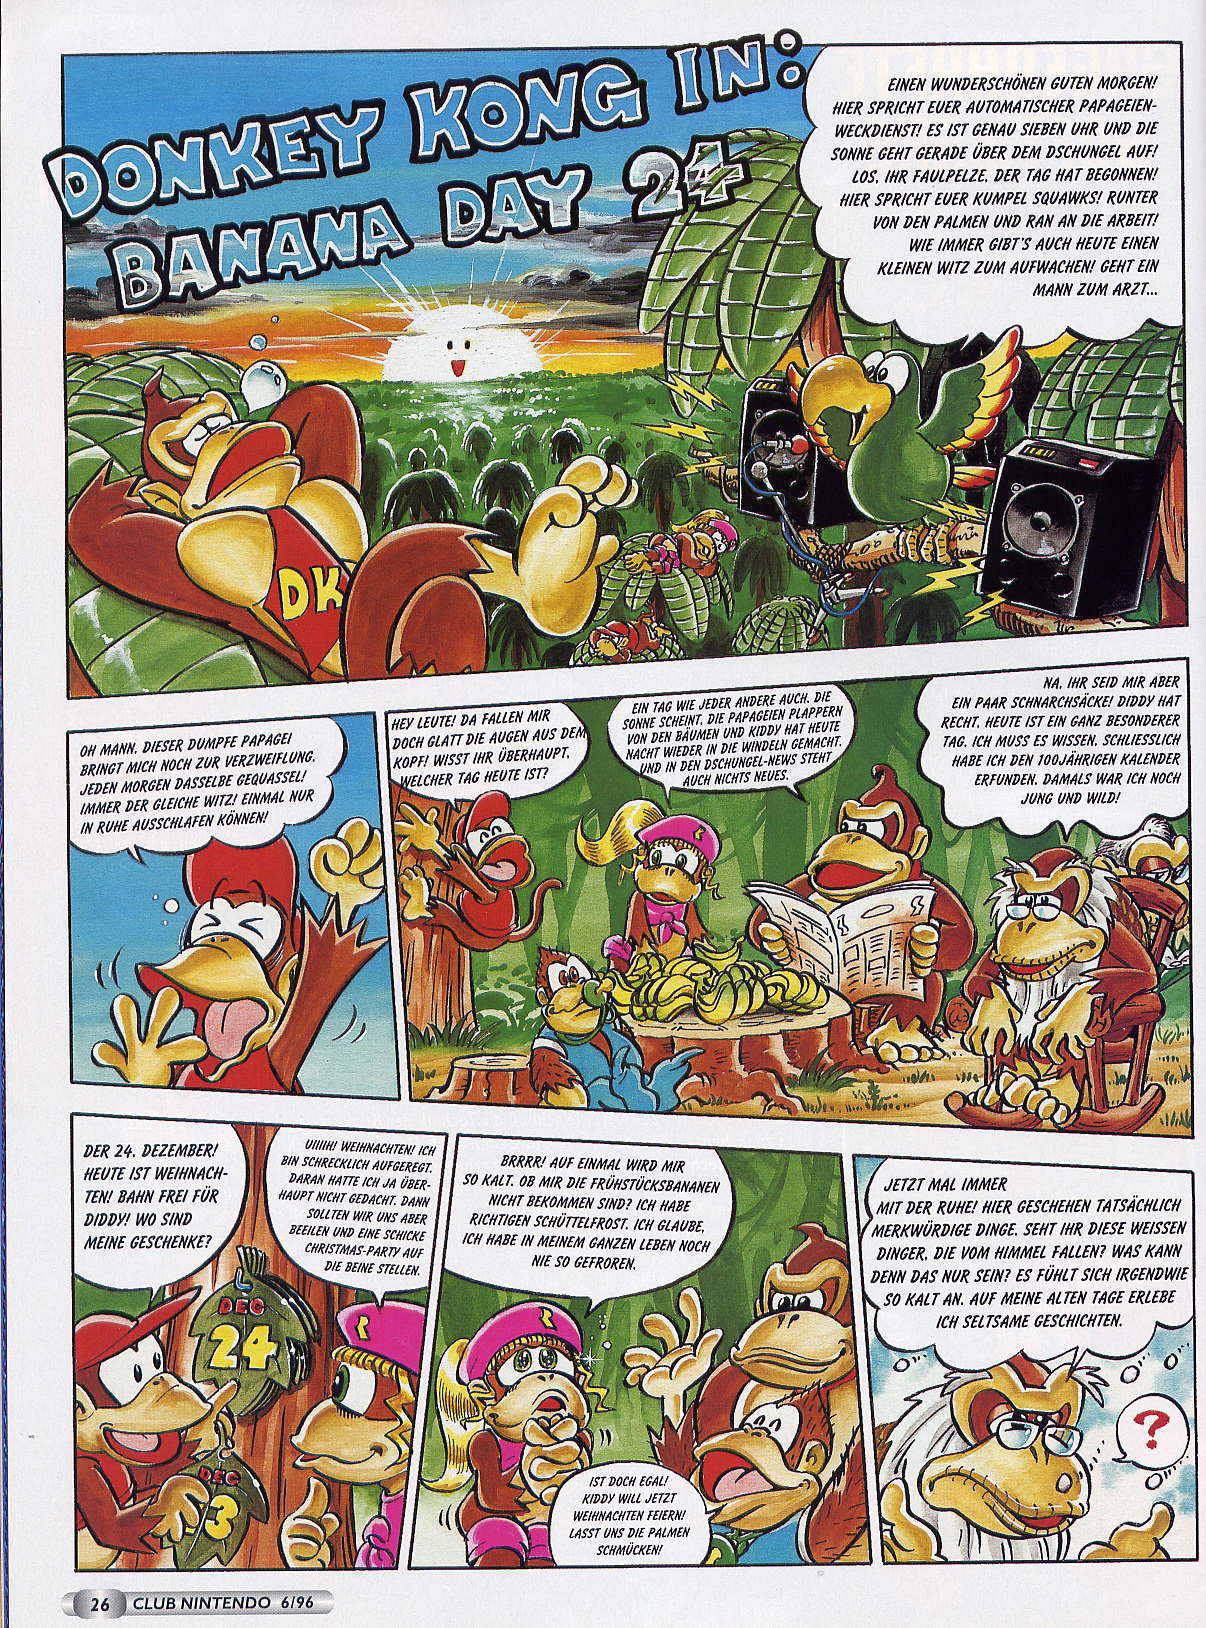 DONKEY KONG IN:
BANANA DAY 24
EINEN WUNDERSCHÖNEN GUTEN MORGEN!
HIER SPRICHT EUER AUTOMATISCHER PAPAGEIEN-
WECKDIENST! ES IST GENAU SIEBEN UHR UND DIE
SONNE GEHT GERADE ÜBER DEM DSCHUNGEL AUF!
LOS, IHR FAULPELZE, DER TAG HAT BEGONNEN!
HIER SPRICHT EUER KUMPEL SQUAWKS! RUNTER
VON DEN PALMEN UND RAN AN DIE ARBEIT!
WIE IMMER GIBT'S AUCH HEUTE EINEN
KLEINEN WITZ ZUM AUFWACHEN! GEHT EIN
MANN ZUM ARZT...
DK
OH MANN, DIESER DUMPFE PAPAGEI
BRINGT MICH NOCH ZUR VERZWEIFLUNG.
JEDEN MORGEN DASSELBE GEQUASSEL!
IMMER DER GLEICHE WITZ! EINMAL NUR
IN RUHE AUSSCHLAFEN KÖNNEN!
HEY LEUTE! DA FALLEN MIR
DOCH GLATT DIE AUGEN AUS DEM
KOPF! WISST IHR ÜBERHAUPT,
WELCHER TAG HEUTE IST?
EIN TAG WIE JEDER ANDERE AUCH. DIE
SONNE SCHEINT, DIE PAPAGEIEN PLAPPERN
VON DEN BÄUMEN UND KIDDY HAT HEUTE
NACHT WIEDER IN DIE WINDELN GEMACHT.
UND IN DEN DSCHUNGEL-NEWS STEHT
AUCH NICHTS NEUES.
NA, IHR SEID MIR ABER
EIN PAAR SCHNARCHSÄCKE! DIDDY HAT
RECHT. HEUTE IST EIN GANZ BESONDERER
TAG. ICH MUSS ES WISSEN, SCHLIESSLICH
HABE ICH DEN 100JÄHRIGEN KALENDER
ERFUNDEN. DAMALS WAR ICH NOCH
JUNG UND WILD!
DER 24. DEZEMBER!
HEUTE IST WEIHNACH-
TEN! BAHN FREI FÜR
DIDDY! WO SIND
MEINE GESCHENKE?
UIIIIH! WEIHNACHTEN! ICH
BIN SCHRECKLICH AUFGEREGT.
DARAN HATTE ICH JA ÜBER-
HAUPT NICHT GEDACHT. DANN
SOLLTEN WIR UNS ABER
BEEILEN UND EINE SCHICKE
CHRISTMAS-PARTY AUF
DIE BEINE STELLEN.
DEC
24
DEC
3
BRRRR! AUF EINMAL WIRD MIR
SO KALT. OB MIR DIE FRÜHSTÜCKSBANANEN
NICHT BEKOMMEN SIND? ICH HABE
RICHTIGEN SCHÜTTELFROST. ICH GLAUBE,
ICH HABE IN MEINEM GANZEN LEBEN NOCH
NIE SO GEFROREN.
IST DOCH EGAL!
KIDDY WILL JETZT
WEIHNACHTEN FEIERN!
LASST UNS DIE PALMEN
SCHMÜCKEN!
JETZT MAL IMMER
MIT DER RUHE! HIER GESCHEHEN TATSÄCHLICH
MERKWÜRDIGE DINGE. SEHT IHR DIESE WEISSEN
DINGER, DIE VOM HIMMEL FALLEN? WAS KANN
DENN DAS NUR SEIN? ES FÜHLT SICH IRGENDWIE
SO KALT AN. AUF MEINE ALTEN TAGE ERLEBE
ICH SELTSAME GESCHICHTEN.
?
26 CLUB NINTENDO 6/96